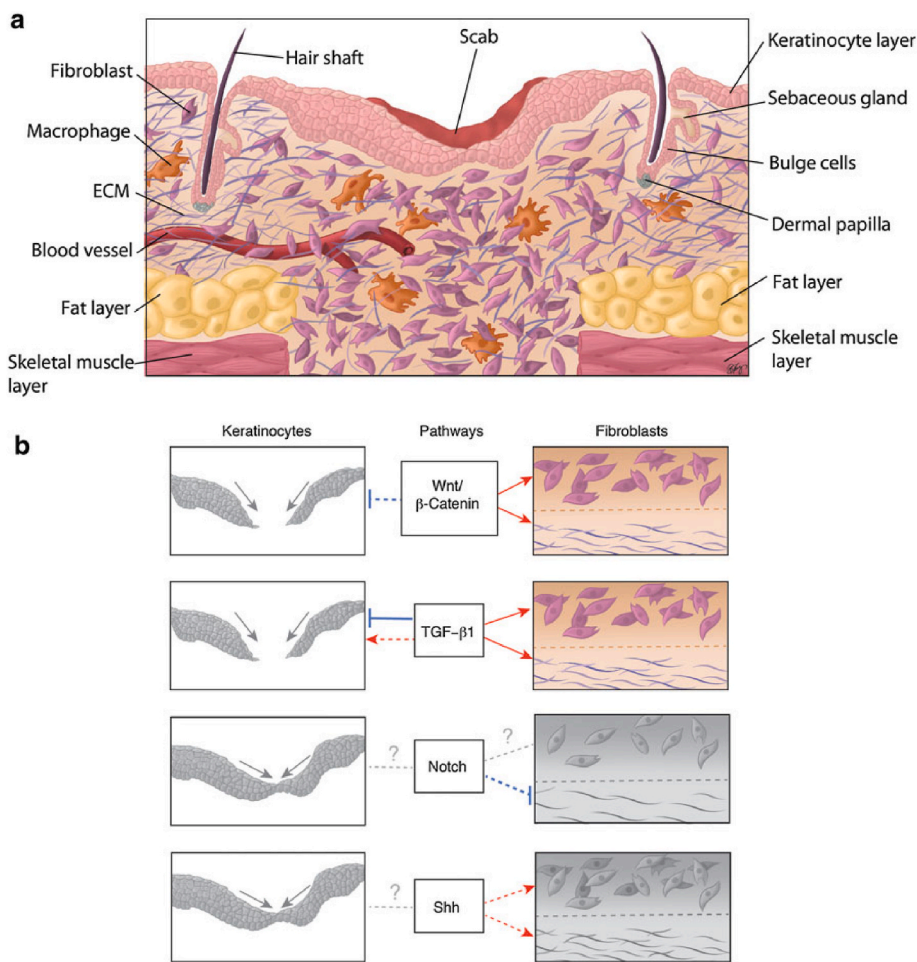 a
Hair shaft
Scab
Keratinocyte layer
Fibroblast
Sebaceous gland
Macrophage
Bulge cells
ECM
Dermal papilla
Blood vessel
Fat layer
Fat layer
Skeletal muscle
layer
Skeletal muscle
layer
b
Keratinocytes
Pathways
Fibroblasts
Wnt/
β-Catenin
TGF-β1
?
Notch
?
?
Shh